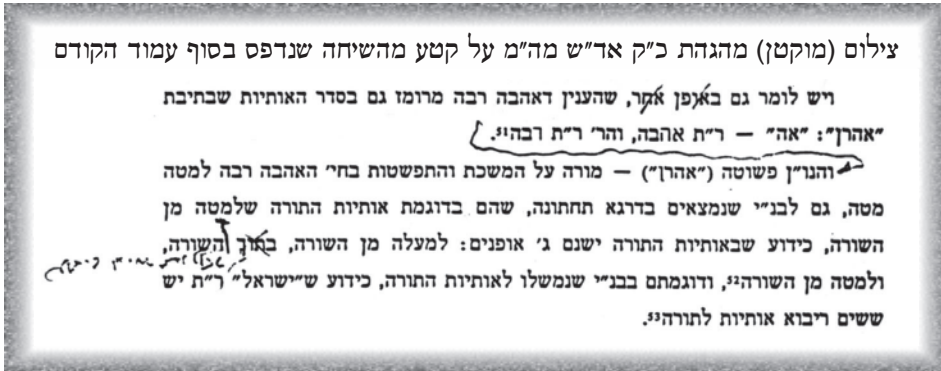 צילום (מוקטן) מהגהת כ"ק אד"ש מה"מ על קטע מהשיחה שנדפס בסוף עמוד הקודם
ויש לומר גם באופן אחר, שהענין דאהבה רבה מרומז גם בסדר האותיות שבתיבת
"אהרן": "אה" — ר"ת אהבה, והר' ר"ת רבה51.
והנו"ן פשוטה ("אהרן") — מורה על המשכת והתפשטות בחי' האהבה רבה למטה
מטה, גם לבנ"י שנמצאים בדרגא תחתונה, שהם בדוגמת אותיות התורה שלמטה מן
השורה, כידוע שבאותיות התורה ישנם ג' אופנים: למעלה מן השורה, בתוך השורה,
ולמטה מן השורה52, ודוגמתם בבנ"י שנמשלו לאותיות התורה, כידוע ש"ישראל" ר"ת יש
ששים ריבוא אותיות לתורה53.